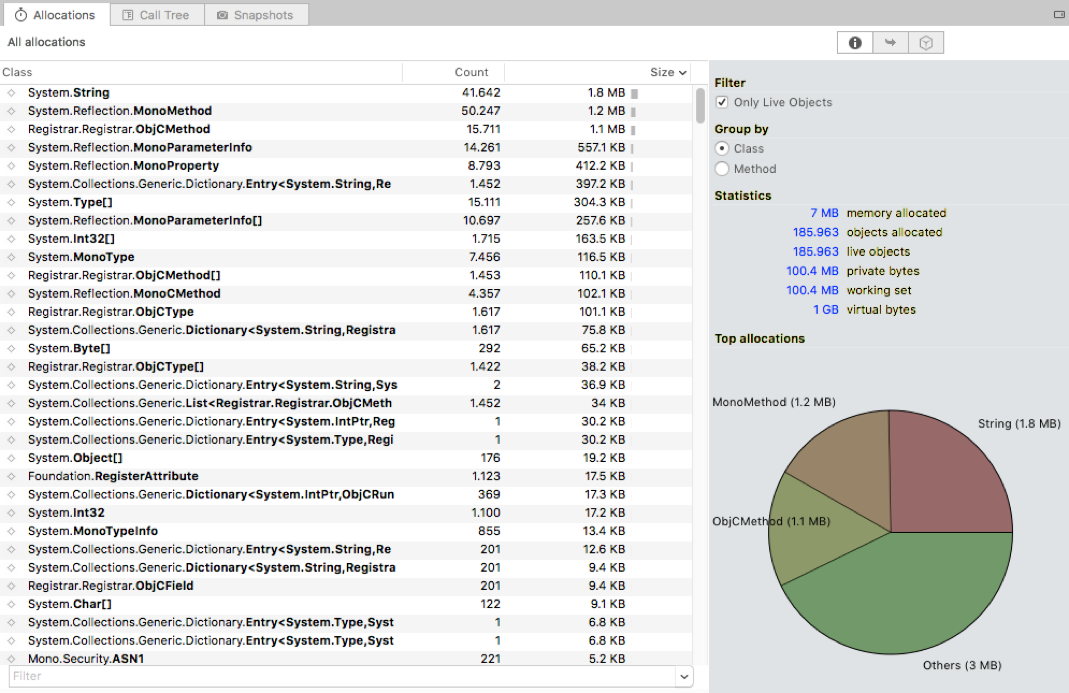 Allocations Call Tree Snapshots
All allocations
Class Count Size
System.String 41.642 1.8 MB
System.Reflection.MonoMethod 50.247 1.2 MB
Registrar.Registrar.ObjCMethod 15.711 1.1 MB
System.Reflection.MonoParameterInfo 14.261 557.1 KB
System.Reflection.MonoProperty 8.793 412.2 KB
System.Collections.Generic.Dictionary.Entry<System.String,Re 1.452 397.2 KB
System.Type[] 15.111 304.3 KB
System.Reflection.MonoParameterInfo[] 10.697 257.6 KB
System.Int32[] 1.715 163.5 KB
System.MonoType 7.456 116.5 KB
Registrar.Registrar.ObjCMethod[] 1.453 110.1 KB
System.Reflection.MonoCMethod 4.357 102.1 KB
Registrar.Registrar.ObjCType 1.617 101.1 KB
System.Collections.Generic.Dictionary<System.String,Registra 1.617 75.8 KB
System.Byte[] 292 65.2 KB
Registrar.Registrar.ObjCType[] 1.422 38.2 KB
System.Collections.Generic.Dictionary.Entry<System.String,Sys 2 36.9 KB
System.Collections.Generic.List<Registrar.Registrar.ObjCMeth 1.452 34 KB
System.Collections.Generic.Dictionary.Entry<System.IntPtr,Reg 1 30.2 KB
System.Collections.Generic.Dictionary.Entry<System.Type,Regi 1 30.2 KB
System.Object[] 176 19.2 KB
Foundation.RegisterAttribute 1.123 17.5 KB
System.Collections.Generic.Dictionary<System.IntPtr,ObjCRun 369 17.3 KB
System.Int32 1.100 17.2 KB
System.MonoTypeInfo 855 13.4 KB
System.Collections.Generic.Dictionary.Entry<System.String,Re 201 12.6 KB
System.Collections.Generic.Dictionary<System.String,Registra 201 9.4 KB
Registrar.Registrar.ObjCField 201 9.4 KB
System.Char[] 122 9.1 KB
System.Collections.Generic.Dictionary.Entry<System.Type,Syst 1 6.8 KB
System.Collections.Generic.Dictionary.Entry<System.Type,Syst 1 6.8 KB
Mono.Security.ASN1 221 5.2 KB
Filter
Filter
Only Live Objects
Group by
Class
Method
Statistics
7 MB memory allocated
185.963 objects allocated
185.963 live objects
100.4 MB private bytes
100.4 MB working set
1 GB virtual bytes
Top allocations
MonoMethod (1.2 MB)
String (1.8 MB)
ObjCMethod (1.1 MB)
Others (3 MB)